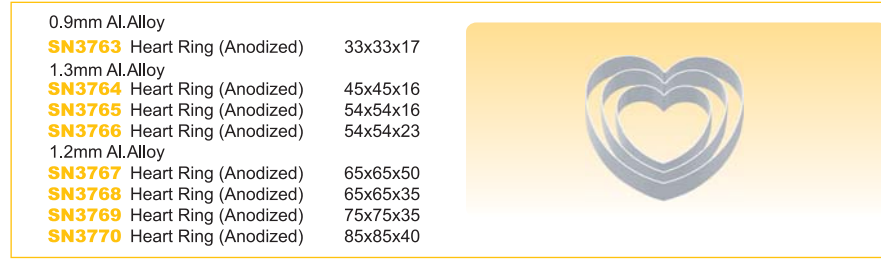 0.9mm Al.Alloy
SN3763 Heart Ring (Anodized) 33x33x17
1.3mm Al.Alloy
SN3764 Heart Ring (Anodized) 45x45x16
SN3765 Heart Ring (Anodized) 54x54x16
SN3766 Heart Ring (Anodized) 54x54x23
1.2mm Al.Alloy
SN3767 Heart Ring (Anodized) 65x65x50
SN3768 Heart Ring (Anodized) 65x65x35
SN3769 Heart Ring (Anodized) 75x75x35
SN3770 Heart Ring (Anodized) 85x85x40